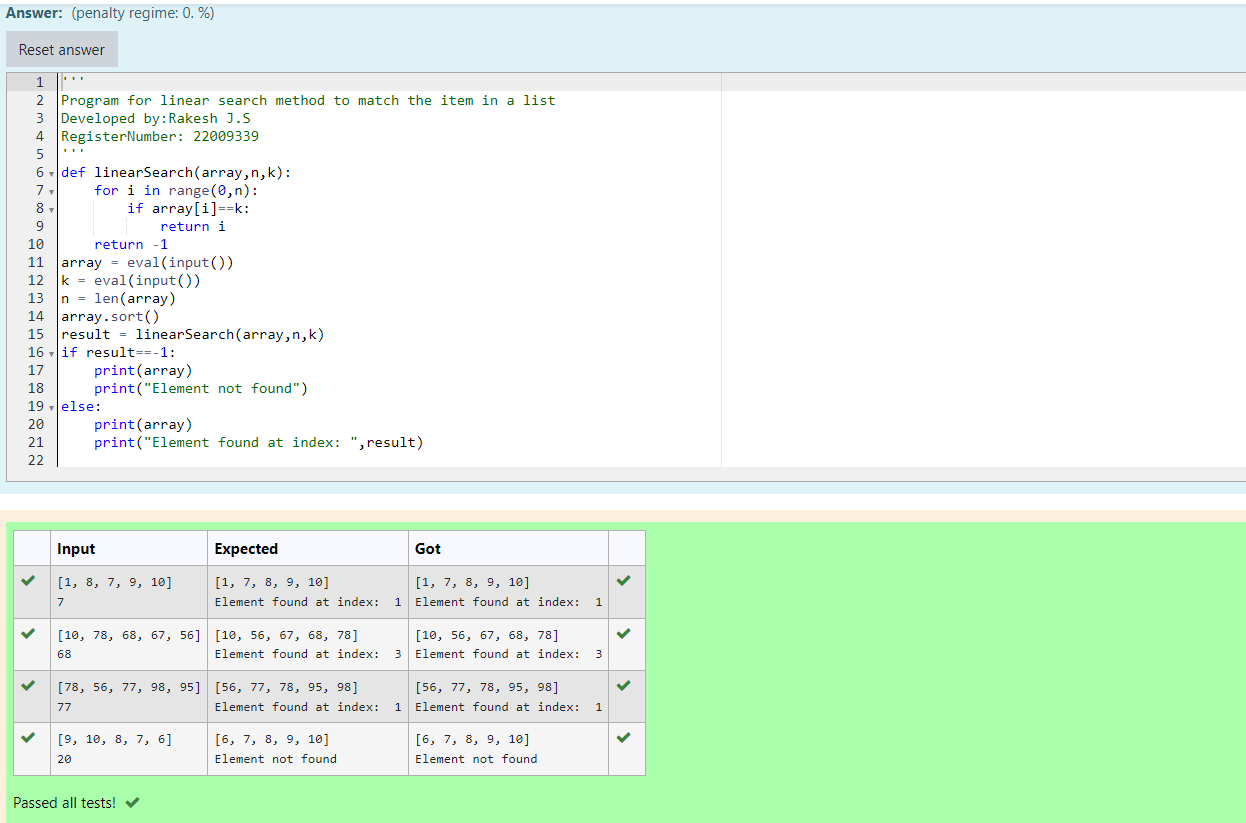 Answer: (penalty regime: 0. %)
Reset answer
1 '''
2 Program for linear search method to match the item in a list
3 Developed by:Rakesh J.S
4 RegisterNumber: 22009339
5 '''
6 def linearSearch(array,n,k):
7     for i in range(0,n):
8         if array[i]==k:
9             return i
10     return -1
11 array = eval(input())
12 k = eval(input())
13 n = len(array)
14 array.sort()
15 result = linearSearch(array,n,k)
16 if result==-1:
17     print(array)
18     print("Element not found")
19 else:
20     print(array)
21     print("Element found at index: ",result)
22
Input Expected Got
[1, 8, 7, 9, 10] [1, 7, 8, 9, 10] [1, 7, 8, 9, 10]
7 Element found at index:  1 Element found at index:  1
[10, 78, 68, 67, 56] [10, 56, 67, 68, 78] [10, 56, 67, 68, 78]
68 Element found at index:  3 Element found at index:  3
[78, 56, 77, 98, 95] [56, 77, 78, 95, 98] [56, 77, 78, 95, 98]
77 Element found at index:  1 Element found at index:  1
[9, 10, 8, 7, 6] [6, 7, 8, 9, 10] [6, 7, 8, 9, 10]
20 Element not found Element not found
Passed all tests!